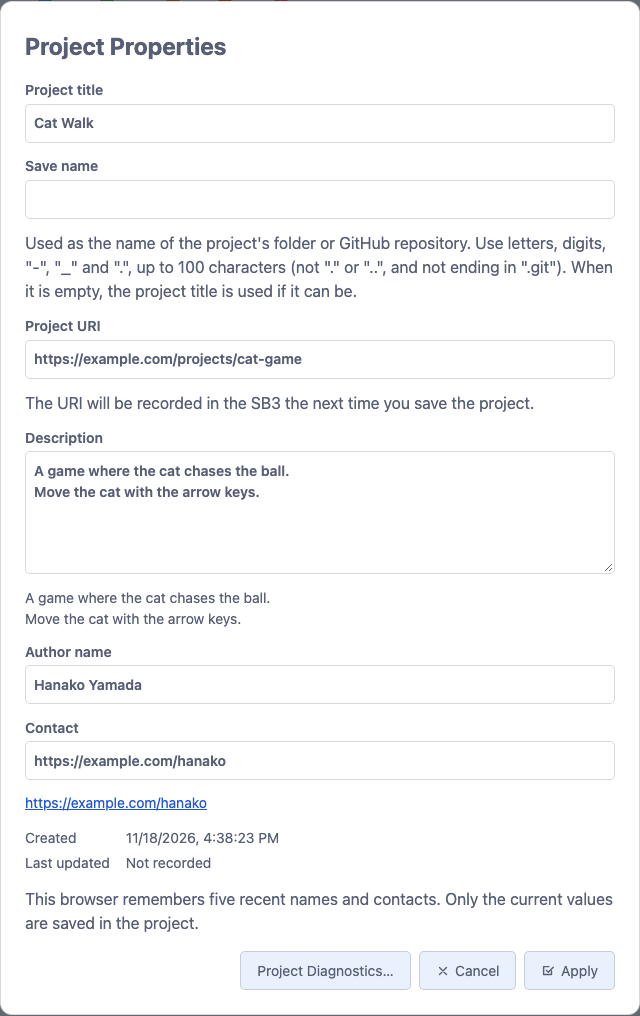 Project Properties
Project title
Cat Walk
Save name
Used as the name of the project's folder or GitHub repository. Use letters, digits,
"-", "_" and ".", up to 100 characters (not "." or "..", and not ending in ".git"). When
it is empty, the project title is used if it can be.
Project URI
https://example.com/projects/cat-game
The URI will be recorded in the SB3 the next time you save the project.
Description
A game where the cat chases the ball.
Move the cat with the arrow keys.
A game where the cat chases the ball.
Move the cat with the arrow keys.
Author name
Hanako Yamada
Contact
https://example.com/hanako
https://example.com/hanako
Created 11/18/2026, 4:38:23 PM
Last updated Not recorded
This browser remembers five recent names and contacts. Only the current values
are saved in the project.
Project Diagnostics... Cancel Apply